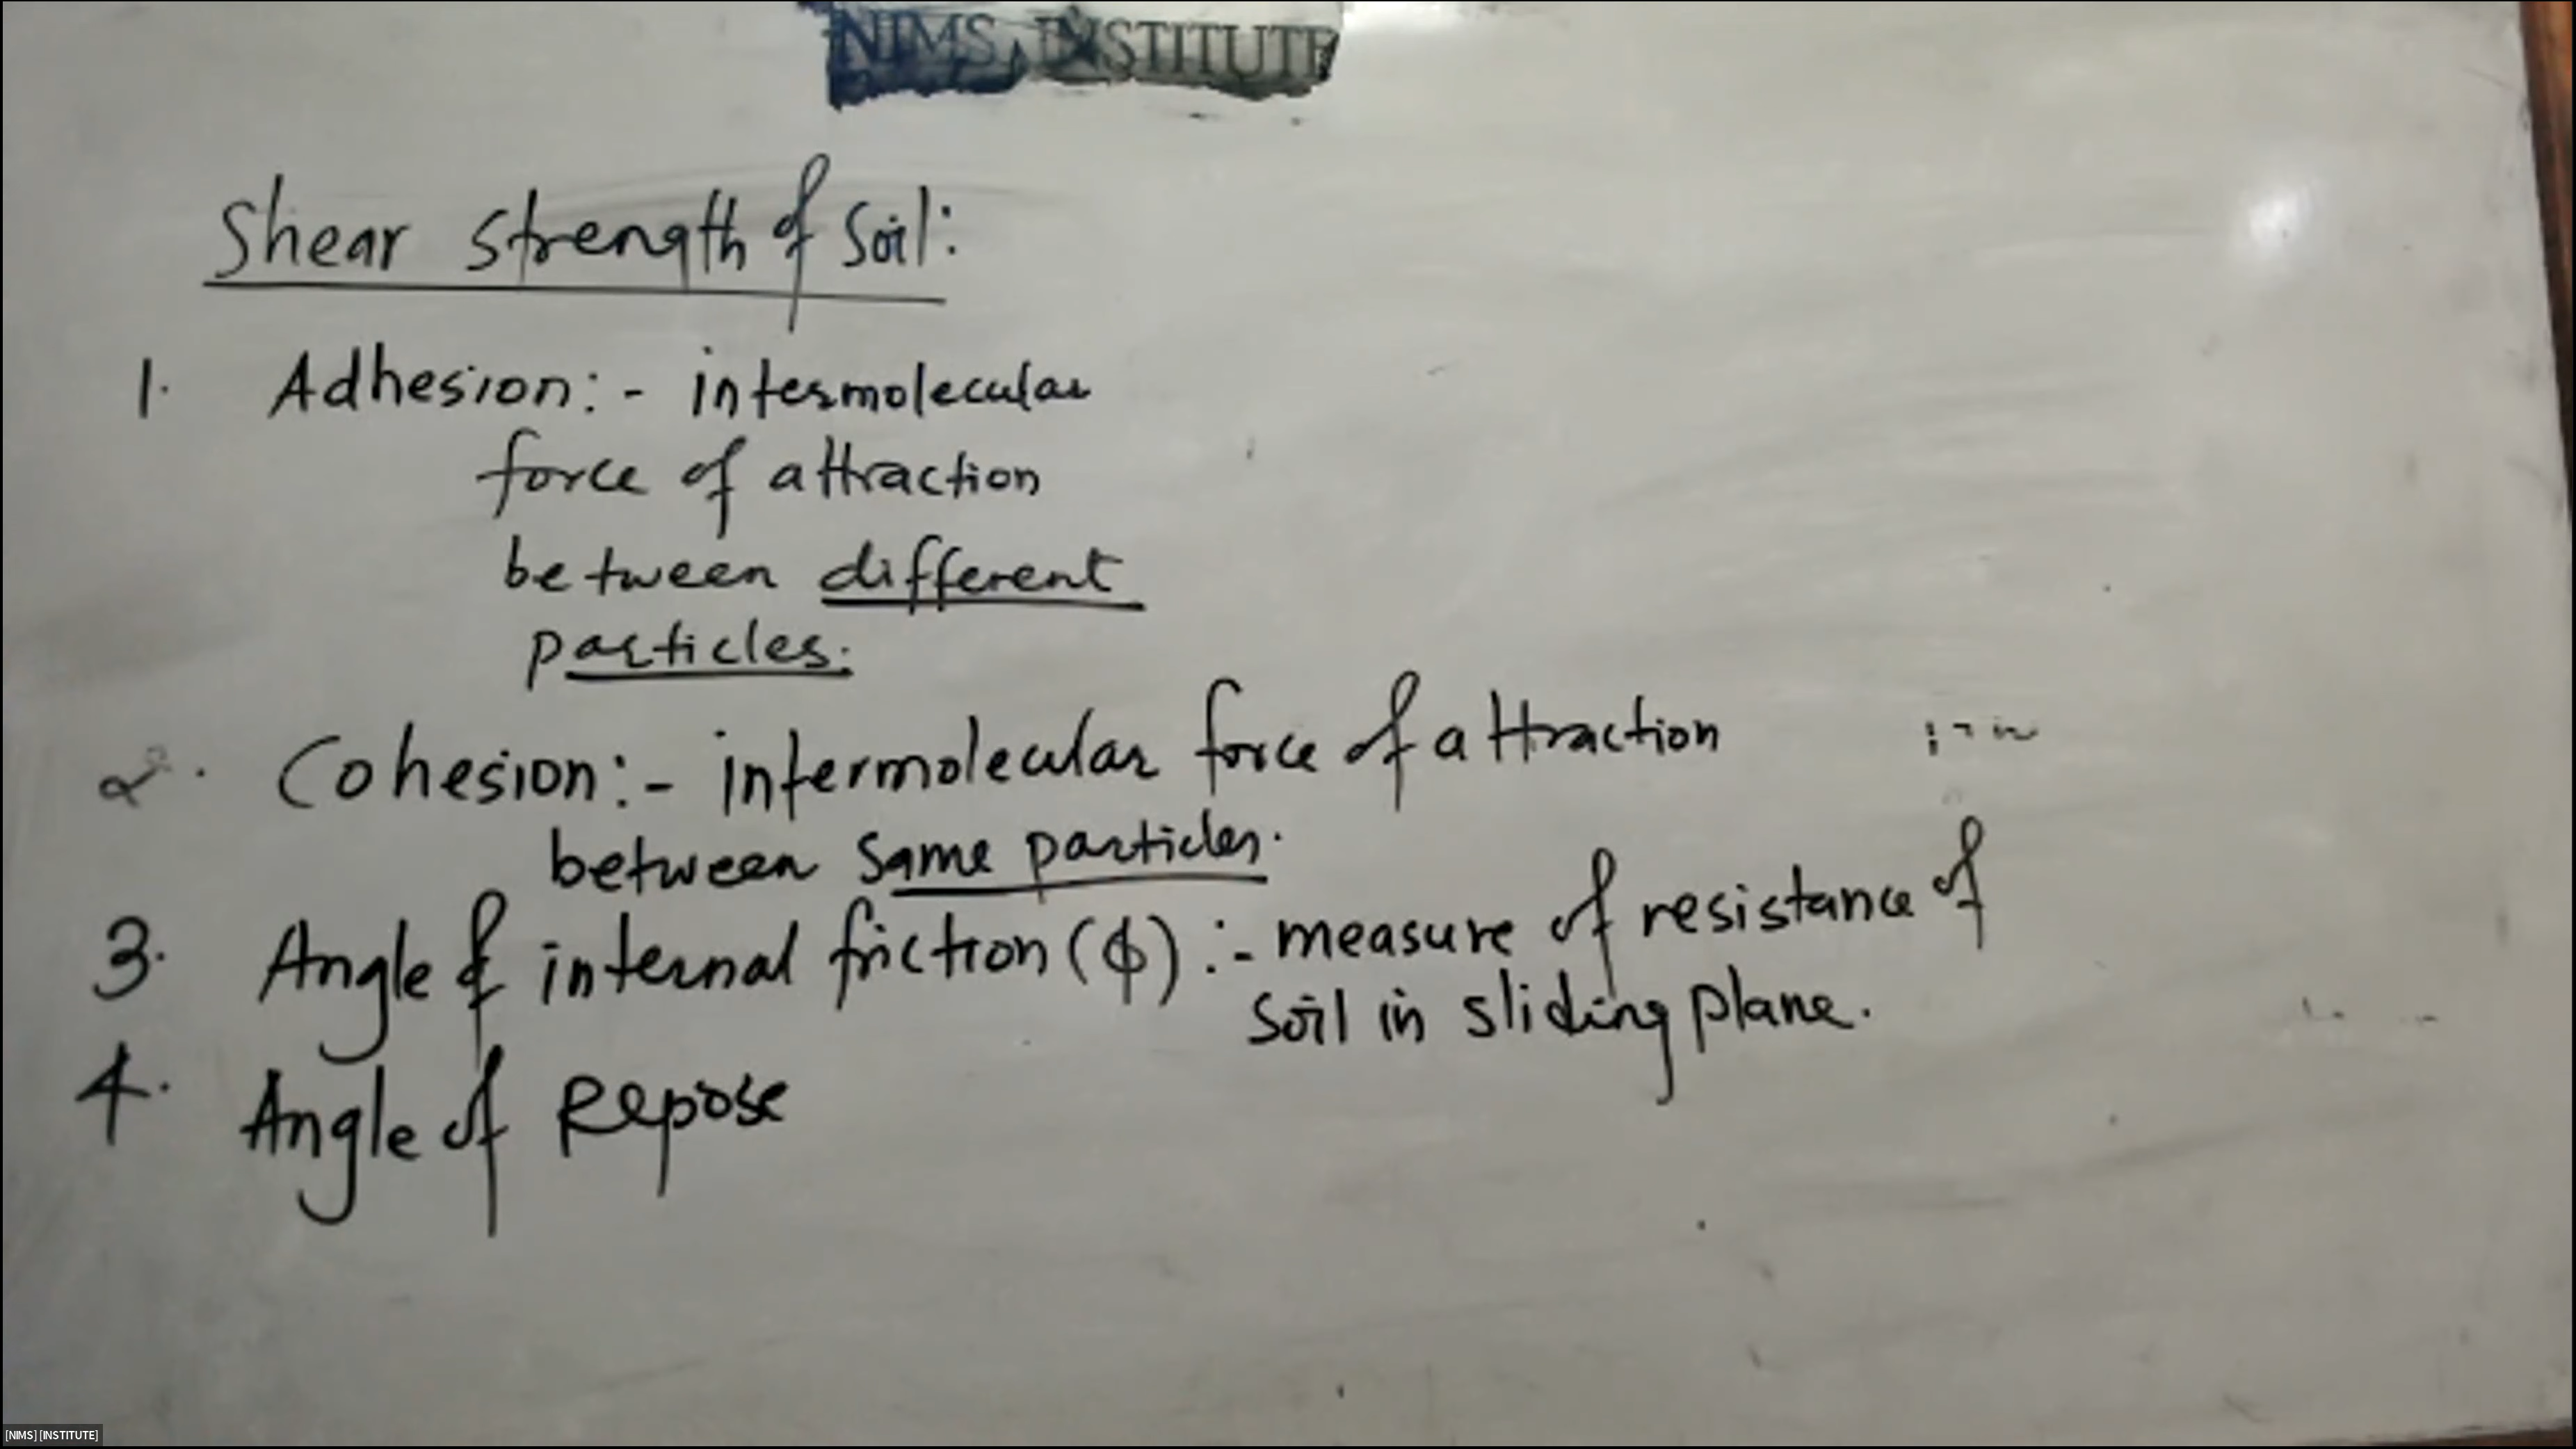 NIMS INSTITUTE
Shear strength of soil:
1. Adhesion:- intermolecular
force of attraction
between different
particles.
2. Cohesion:- intermolecular force of attraction
between same particles.
3. Angle of internal friction (ϕ) :- measure of resistance of
soil in sliding plane.
4. Angle of Repose
[NIMS] [INSTITUTE]